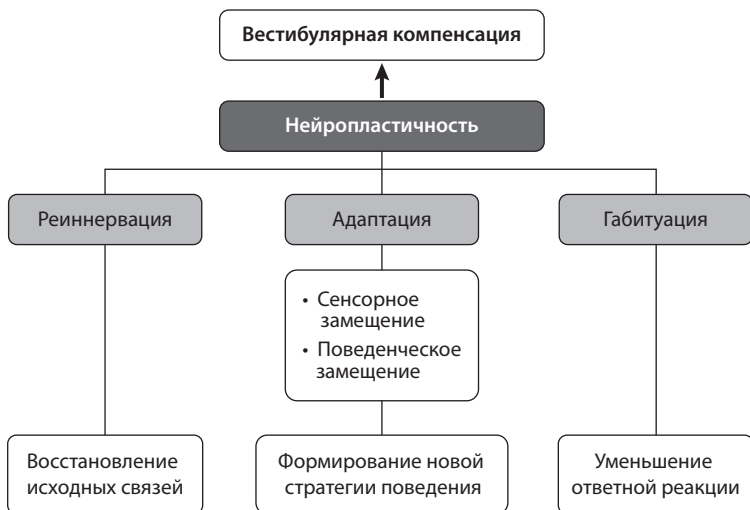 Вестибулярная компенсация
Нейропластичность
Реиннервация
Адаптация
Габитуация
• Сенсорное
замещение
• Поведенческое
замещение
Восстановление
исходных связей
Формирование новой
стратегии поведения
Уменьшение
ответной реакции